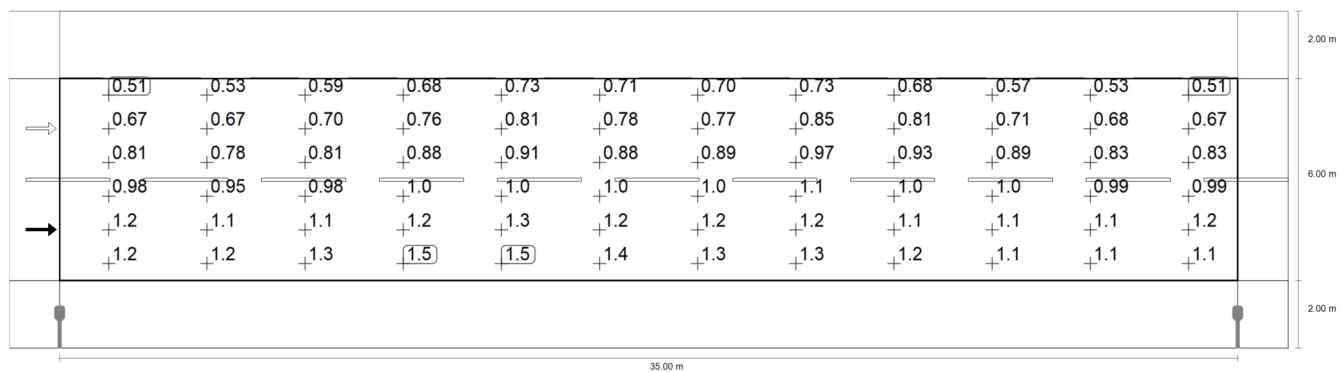 2.00 m
0.51 0.53 0.59 0.68 0.73 0.71 0.70 0.73 0.68 0.57 0.53 0.51
0.67 0.67 0.70 0.76 0.81 0.78 0.77 0.85 0.81 0.71 0.68 0.67
0.81 0.78 0.81 0.88 0.91 0.88 0.89 0.97 0.93 0.89 0.83 0.83
6.00 m
0.98 0.95 0.98 1.0 1.0 1.0 1.0 1.1 1.0 1.0 0.99 0.99
1.2 1.1 1.1 1.2 1.3 1.2 1.2 1.2 1.1 1.1 1.1 1.2
1.2 1.2 1.3 1.5 1.5 1.4 1.3 1.3 1.2 1.1 1.1 1.1
2.00 m
35.00 m